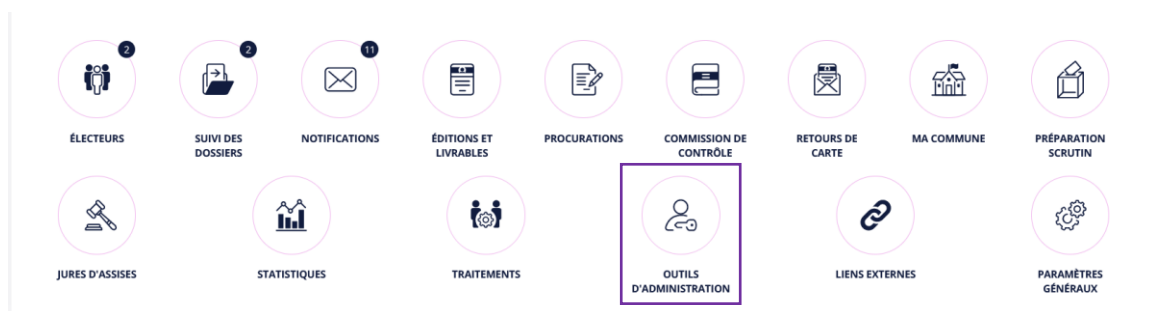 2
2
11
ÉLECTEURS
SUIVI DES
DOSSIERS
NOTIFICATIONS
ÉDITIONS ET
LIVRABLES
PROCURATIONS
COMMISSION DE
CONTRÔLE
RETOURS DE
CARTE
MA COMMUNE
PRÉPARATION
SCRUTIN
JURES D'ASSISES
STATISTIQUES
TRAITEMENTS
OUTILS
D'ADMINISTRATION
LIENS EXTERNES
PARAMÈTRES
GÉNÉRAUX